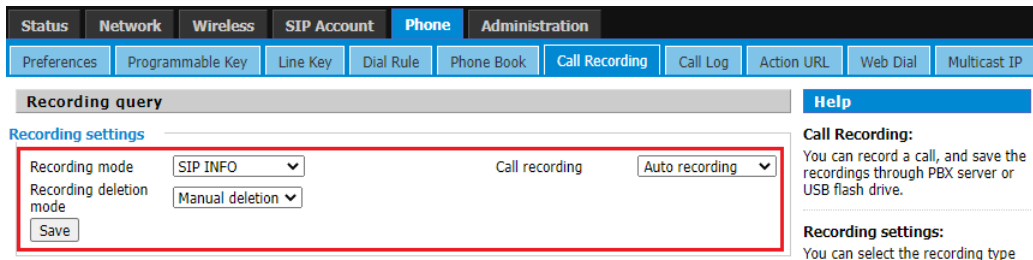 Status Network Wireless SIP Account Phone Administration
Preferences Programmable Key Line Key Dial Rule Phone Book Call Recording Call Log Action URL Web Dial Multicast IP
Recording query
Recording settings
Recording mode SIP INFO Call recording Auto recording
Recording deletion
mode Manual deletion
Save
Help
Call Recording:
You can record a call, and save the
recordings through PBX server or
USB flash drive.
Recording settings:
You can select the recording type